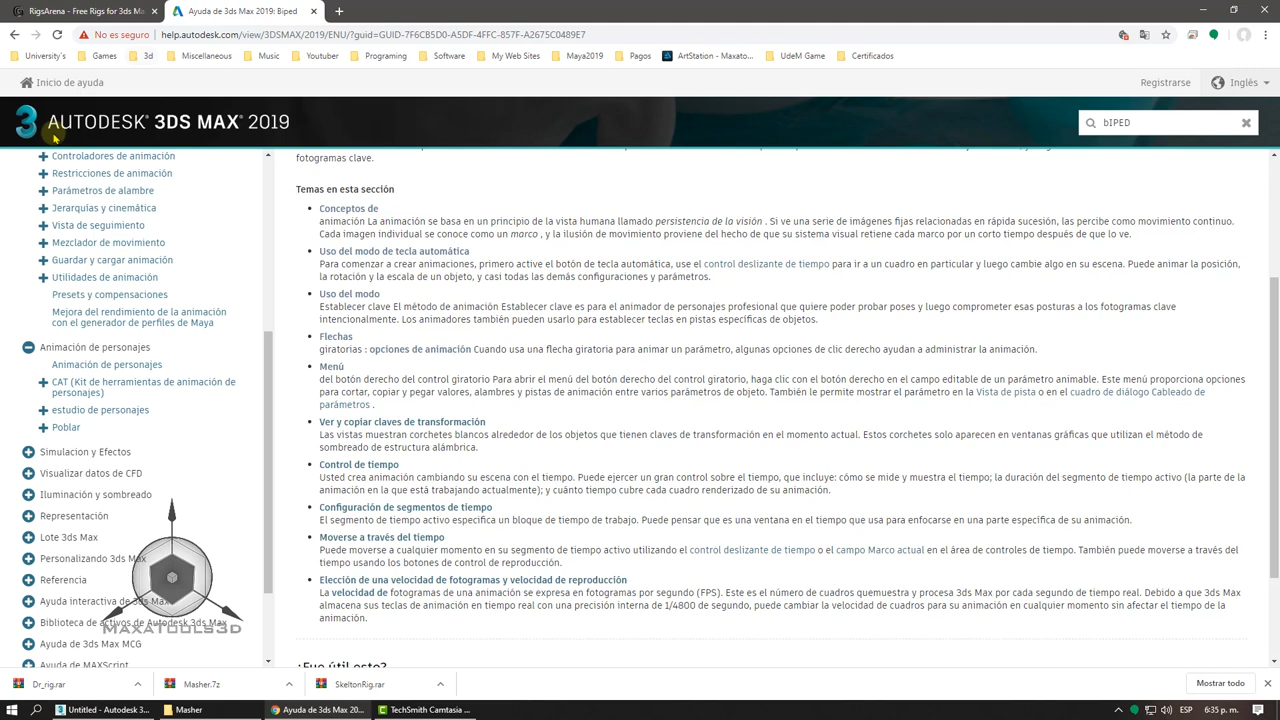 RigsArena - Free Rigs for 3ds Ma
Ayuda de 3ds Max 2019: Biped
No es seguro
help.autodesk.com/view/3DSMAX/2019/ENU/?guid=GUID-7F6CB5D0-A5DF-4FFC-857F-A2675C0489E7
University's
Games
3d
Miscellaneous
Music
Youtuber
Programing
Software
My Web Sites
Maya2019
Pagos
ArtStation - Maxato...
UdeM Game
Certificados
Inicio de ayuda
Registrarse
Inglès
3 AUTODESK® 3DS MAX® 2019
bIPED
Controladores de animación
Restricciones de animación
Parámetros de alambre
Jerarquías y cinemática
Vista de seguimiento
Mezclador de movimiento
Guardar y cargar animación
Utilidades de animación
Presets y compensaciones
Mejora del rendimiento de la animación
con el generador de perfiles de Maya
Animación de personajes
Animación de personajes
CAT (Kit de herramientas de animación de
personajes)
estudio de personajes
Poblar
Simulacion y Efectos
Visualizar datos de CFD
Iluminación y sombreado
Representación
Lote 3ds Max
Personalizando 3ds Max
Referencia
Ayuda interactiva de 3ds Max
Biblioteca de activos de Autodesk 3ds Max
Ayuda de 3ds Max MCG
Ayuda de MAXScript
MAXATOOLS3D
fotogramas clave.
Temas en esta sección
Conceptos de
animación La animación se basa en un principio de la vista humana llamado persistencia de la visión . Si ve una serie de imágenes fijas relacionadas en rápida sucesión, las percibe como movimiento continuo.
Cada imagen individual se conoce como un marco , y la ilusión de movimiento proviene del hecho de que su sistema visual retiene cada marco por un corto tiempo después de que lo ve.
Uso del modo de tecla automática
Para comenzar a crear animaciones, primero active el botón de tecla automática, use el control deslizante de tiempo para ir a un cuadro en particular y luego cambie algo en su escena. Puede animar la posición,
la rotación y la escala de un objeto, y casi todas las demás configuraciones y parámetros.
Uso del modo
Establecer clave El método de animación Establecer clave es para el animador de personajes profesional que quiere poder probar poses y luego comprometer esas posturas a los fotogramas clave
intencionalmente. Los animadores también pueden usarlo para establecer teclas en pistas específicas de objetos.
Flechas
giratorias : opciones de animación Cuando usa una flecha giratoria para animar un parámetro, algunas opciones de clic derecho ayudan a administrar la animación.
Menú
del botón derecho del control giratorio Para abrir el menú del botón derecho del control giratorio, haga clic con el botón derecho en el campo editable de un parámetro animable. Este menú proporciona opciones
para cortar, copiar y pegar valores, alambres y pistas de animación entre varios parámetros de objeto. También le permite mostrar el parámetro en la Vista de pista o en el cuadro de diálogo Cableado de
parámetros .
Ver y copiar claves de transformación
Las vistas muestran corchetes blancos alrededor de los objetos que tienen claves de transformación en el momento actual. Estos corchetes solo aparecen en ventanas gráficas que utilizan el método de
sombreado de estructura alámbrica.
Control de tiempo
Usted crea animación cambiando su escena con el tiempo. Puede ejercer un gran control sobre el tiempo, que incluye: cómo se mide y muestra el tiempo; la duración del segmento de tiempo activo (la parte de la
animación en la que está trabajando actualmente); y cuánto tiempo cubre cada cuadro renderizado de su animación.
Configuración de segmentos de tiempo
El segmento de tiempo activo especifica un bloque de tiempo de trabajo. Puede pensar que es una ventana en el tiempo que usa para enfocarse en una parte específica de su animación.
Moverse a través del tiempo
Puede moverse a cualquier momento en su segmento de tiempo activo utilizando el control deslizante de tiempo o el campo Marco actual en el área de controles de tiempo. También puede moverse a través del tiempo
usando los botones de control de reproducción.
Elección de una velocidad de fotogramas y velocidad de reproducción
La velocidad de fotogramas de una animación se expresa en fotogramas por segundo (FPS). Este es el número de cuadros quemuestra y procesa 3ds Max por cada segundo de tiempo real. Debido a que 3ds Max
almacena sus teclas de animación en tiempo real con una precisión interna de 1/4800 de segundo, puede cambiar la velocidad de cuadros para su animación en cualquier momento sin afectar el tiempo de la
animación.
¿Fue útil esto?
Dr_rig.rar
Masher.7z
SkeltonRig.rar
Mostrar todo
Untitled - Autodesk 3...
Masher
Ayuda de 3ds Max 20...
TechSmith Camtasia ...
ESP
6:35 p. m.